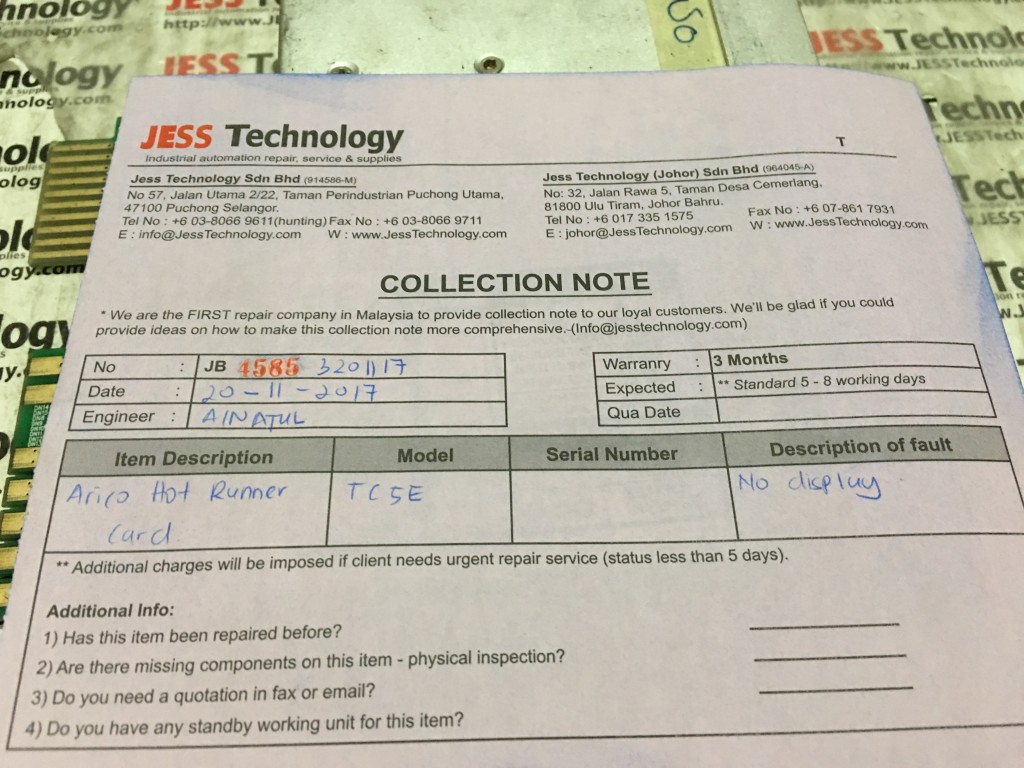 JESS Technology
Industrial automation repair, service & supplies
T
Jess Technology Sdn Bhd (914586-M)
No 57, Jalan Utama 2/22, Taman Perindustrian Puchong Utama,
47100 Puchong Selangor.
Tel No : +6 03-8066 9611(hunting) Fax No : +6 03-8066 9711
E : info@JessTechnology.com W : www.JessTechnology.com
Jess Technology (Johor) Sdn Bhd (964045-A)
No: 32, Jalan Rawa 5, Taman Desa Cemerlang,
81800 Ulu Tiram, Johor Bahru.
Tel No : +6 017 335 1575 Fax No : +6 07-861 7931
E : johor@JessTechnology.com W : www.JessTechnology.com
COLLECTION NOTE
* We are the FIRST repair company in Malaysia to provide collection note to our loyal customers. We'll be glad if you could
provide ideas on how to make this collection note more comprehensive.-(Info@jesstechnology.com)
No : JB 4585 3201117
Date : 20-11-2017
Engineer : AINATUL
Warranry : 3 Months
Expected : ** Standard 5 - 8 working days
Qua Date
Item Description Model Serial Number Description of fault
Arico Hot Runner TC5E No display
Card
** Additional charges will be imposed if client needs urgent repair service (status less than 5 days).
Additional Info:
1) Has this item been repaired before?
2) Are there missing components on this item - physical inspection?
3) Do you need a quotation in fax or email?
4) Do you have any standby working unit for this item?